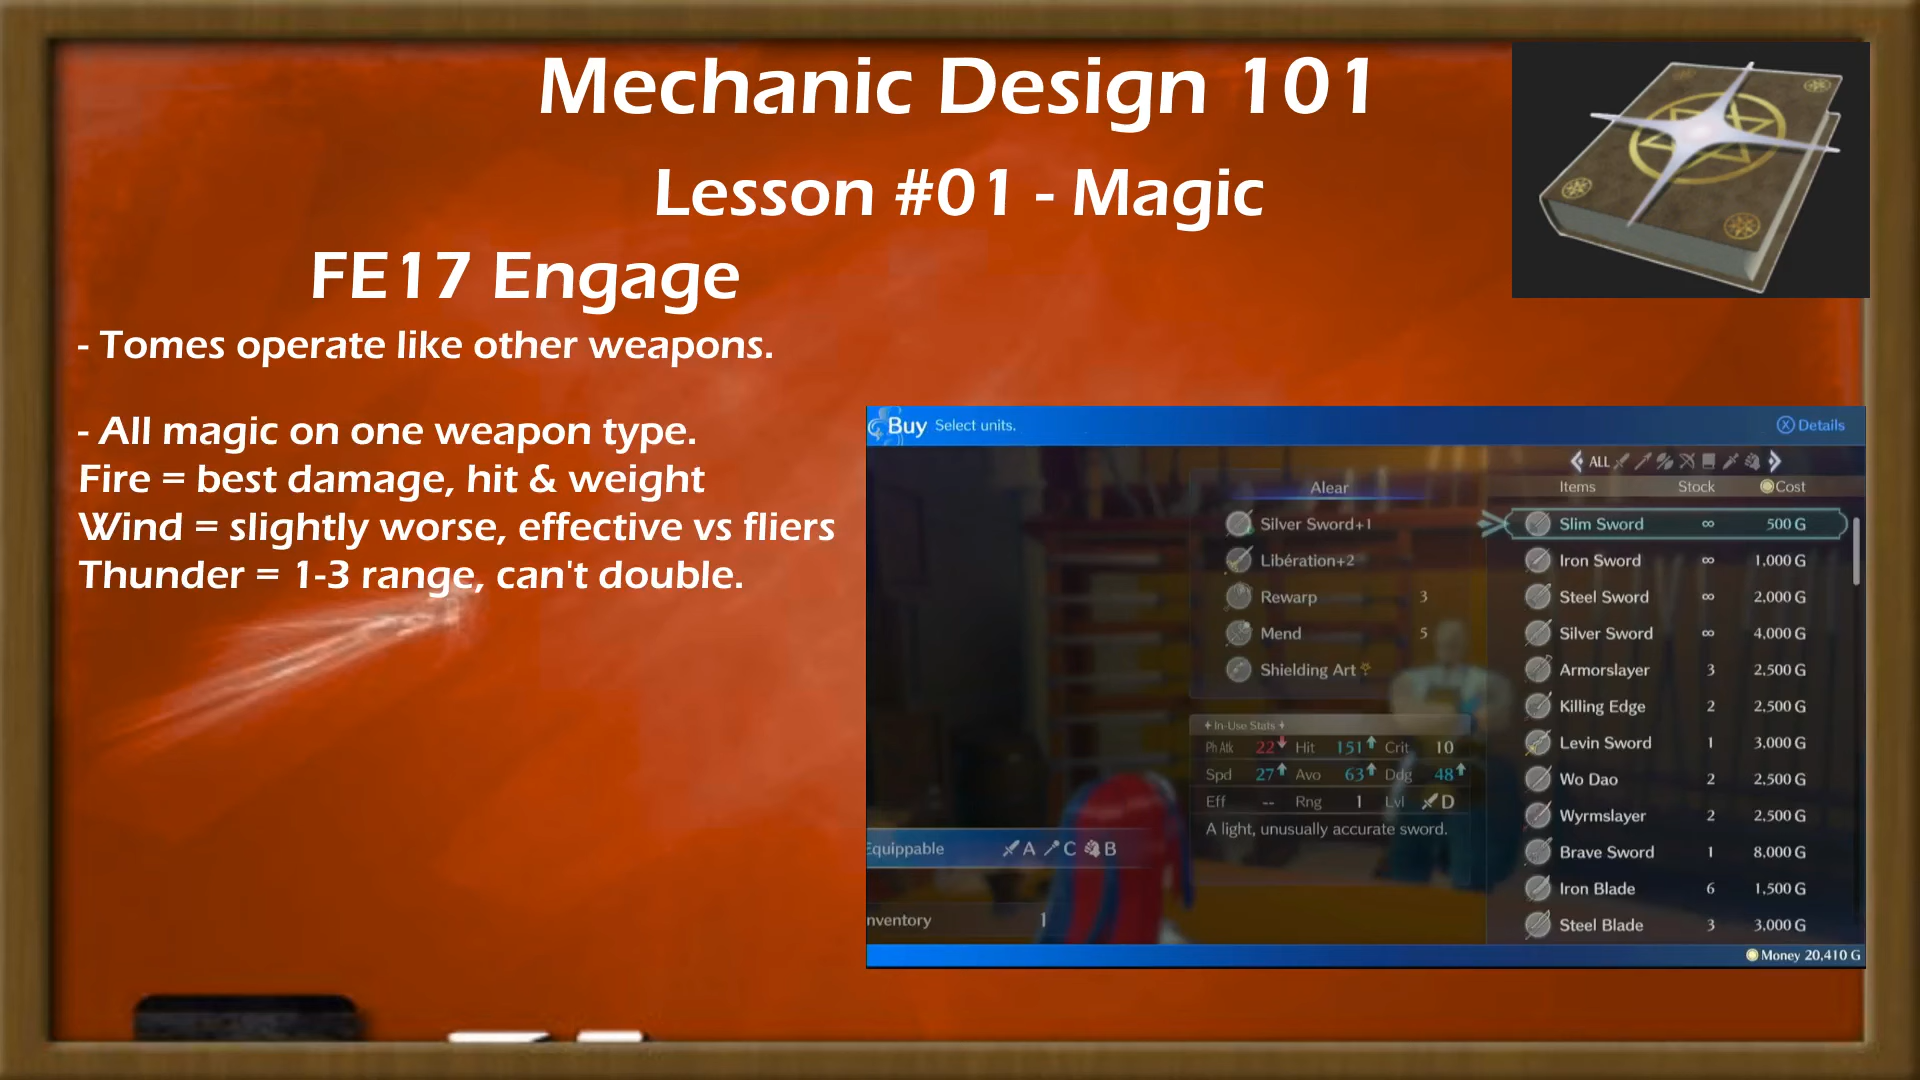 Mechanic Design 101
Lesson #01 - Magic
FE17 Engage
- Tomes operate like other weapons.
- All magic on one weapon type.
Fire = best damage, hit & weight
Wind = slightly worse, effective vs fliers
Thunder = 1-3 range, can't double.
Buy Select units.
X Details
ALL
Items Stock Cost
Slim Sword ∞ 500 G
Iron Sword ∞ 1,000 G
Steel Sword ∞ 2,000 G
Silver Sword ∞ 4,000 G
Armorslayer 3 2,500 G
Killing Edge 2 2,500 G
Levin Sword 1 3,000 G
Wo Dao 2 2,500 G
Wyrmslayer 2 2,500 G
Brave Sword 1 8,000 G
Iron Blade 6 1,500 G
Steel Blade 3 3,000 G
Alear
Silver Sword+1
Libération+2
Rewarp 3
Mend 5
Shielding Art
In-Use Stats
Ph Atk 22 Hit 151 Crit 10
Spd 27 Avo 63 Ddg 48
Eff -- Rng 1 Lvl D
A light, unusually accurate sword.
Equippable A C B
nventory 1
Money 20,410 G